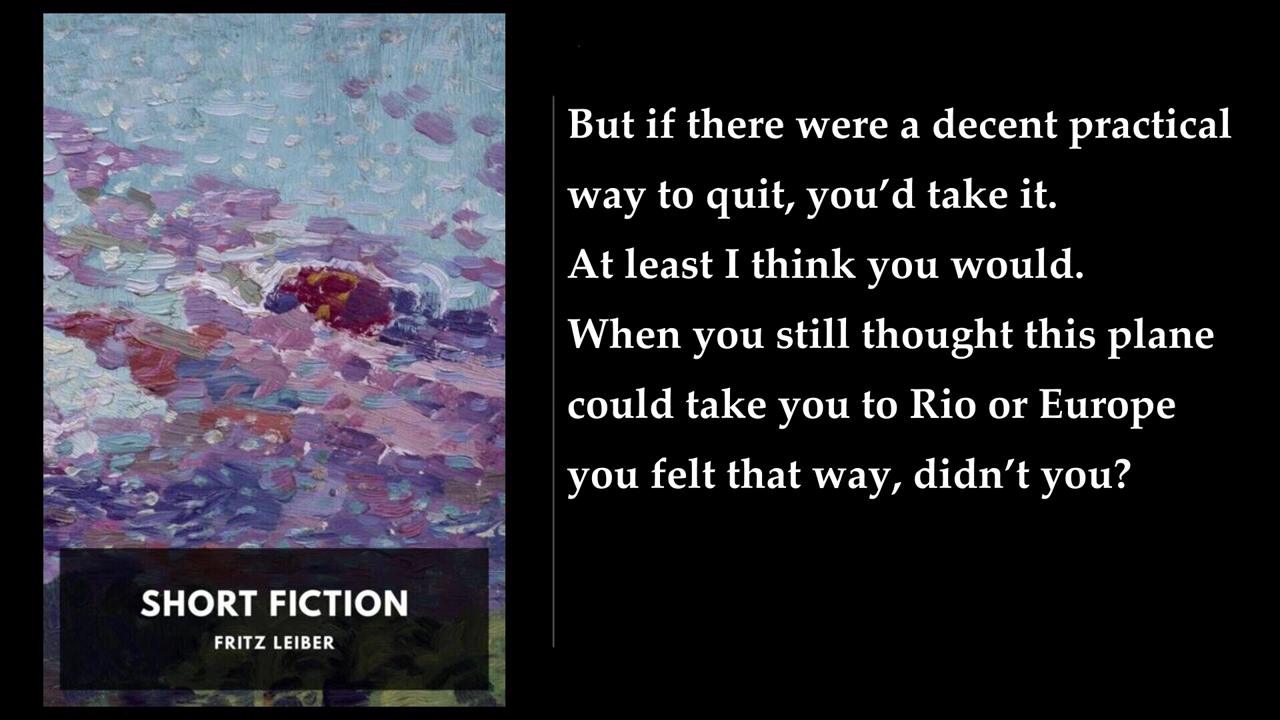 SHORT FICTION
FRITZ LEIBER
But if there were a decent practical
way to quit, you’d take it.
At least I think you would.
When you still thought this plane
could take you to Rio or Europe
you felt that way, didn’t you?